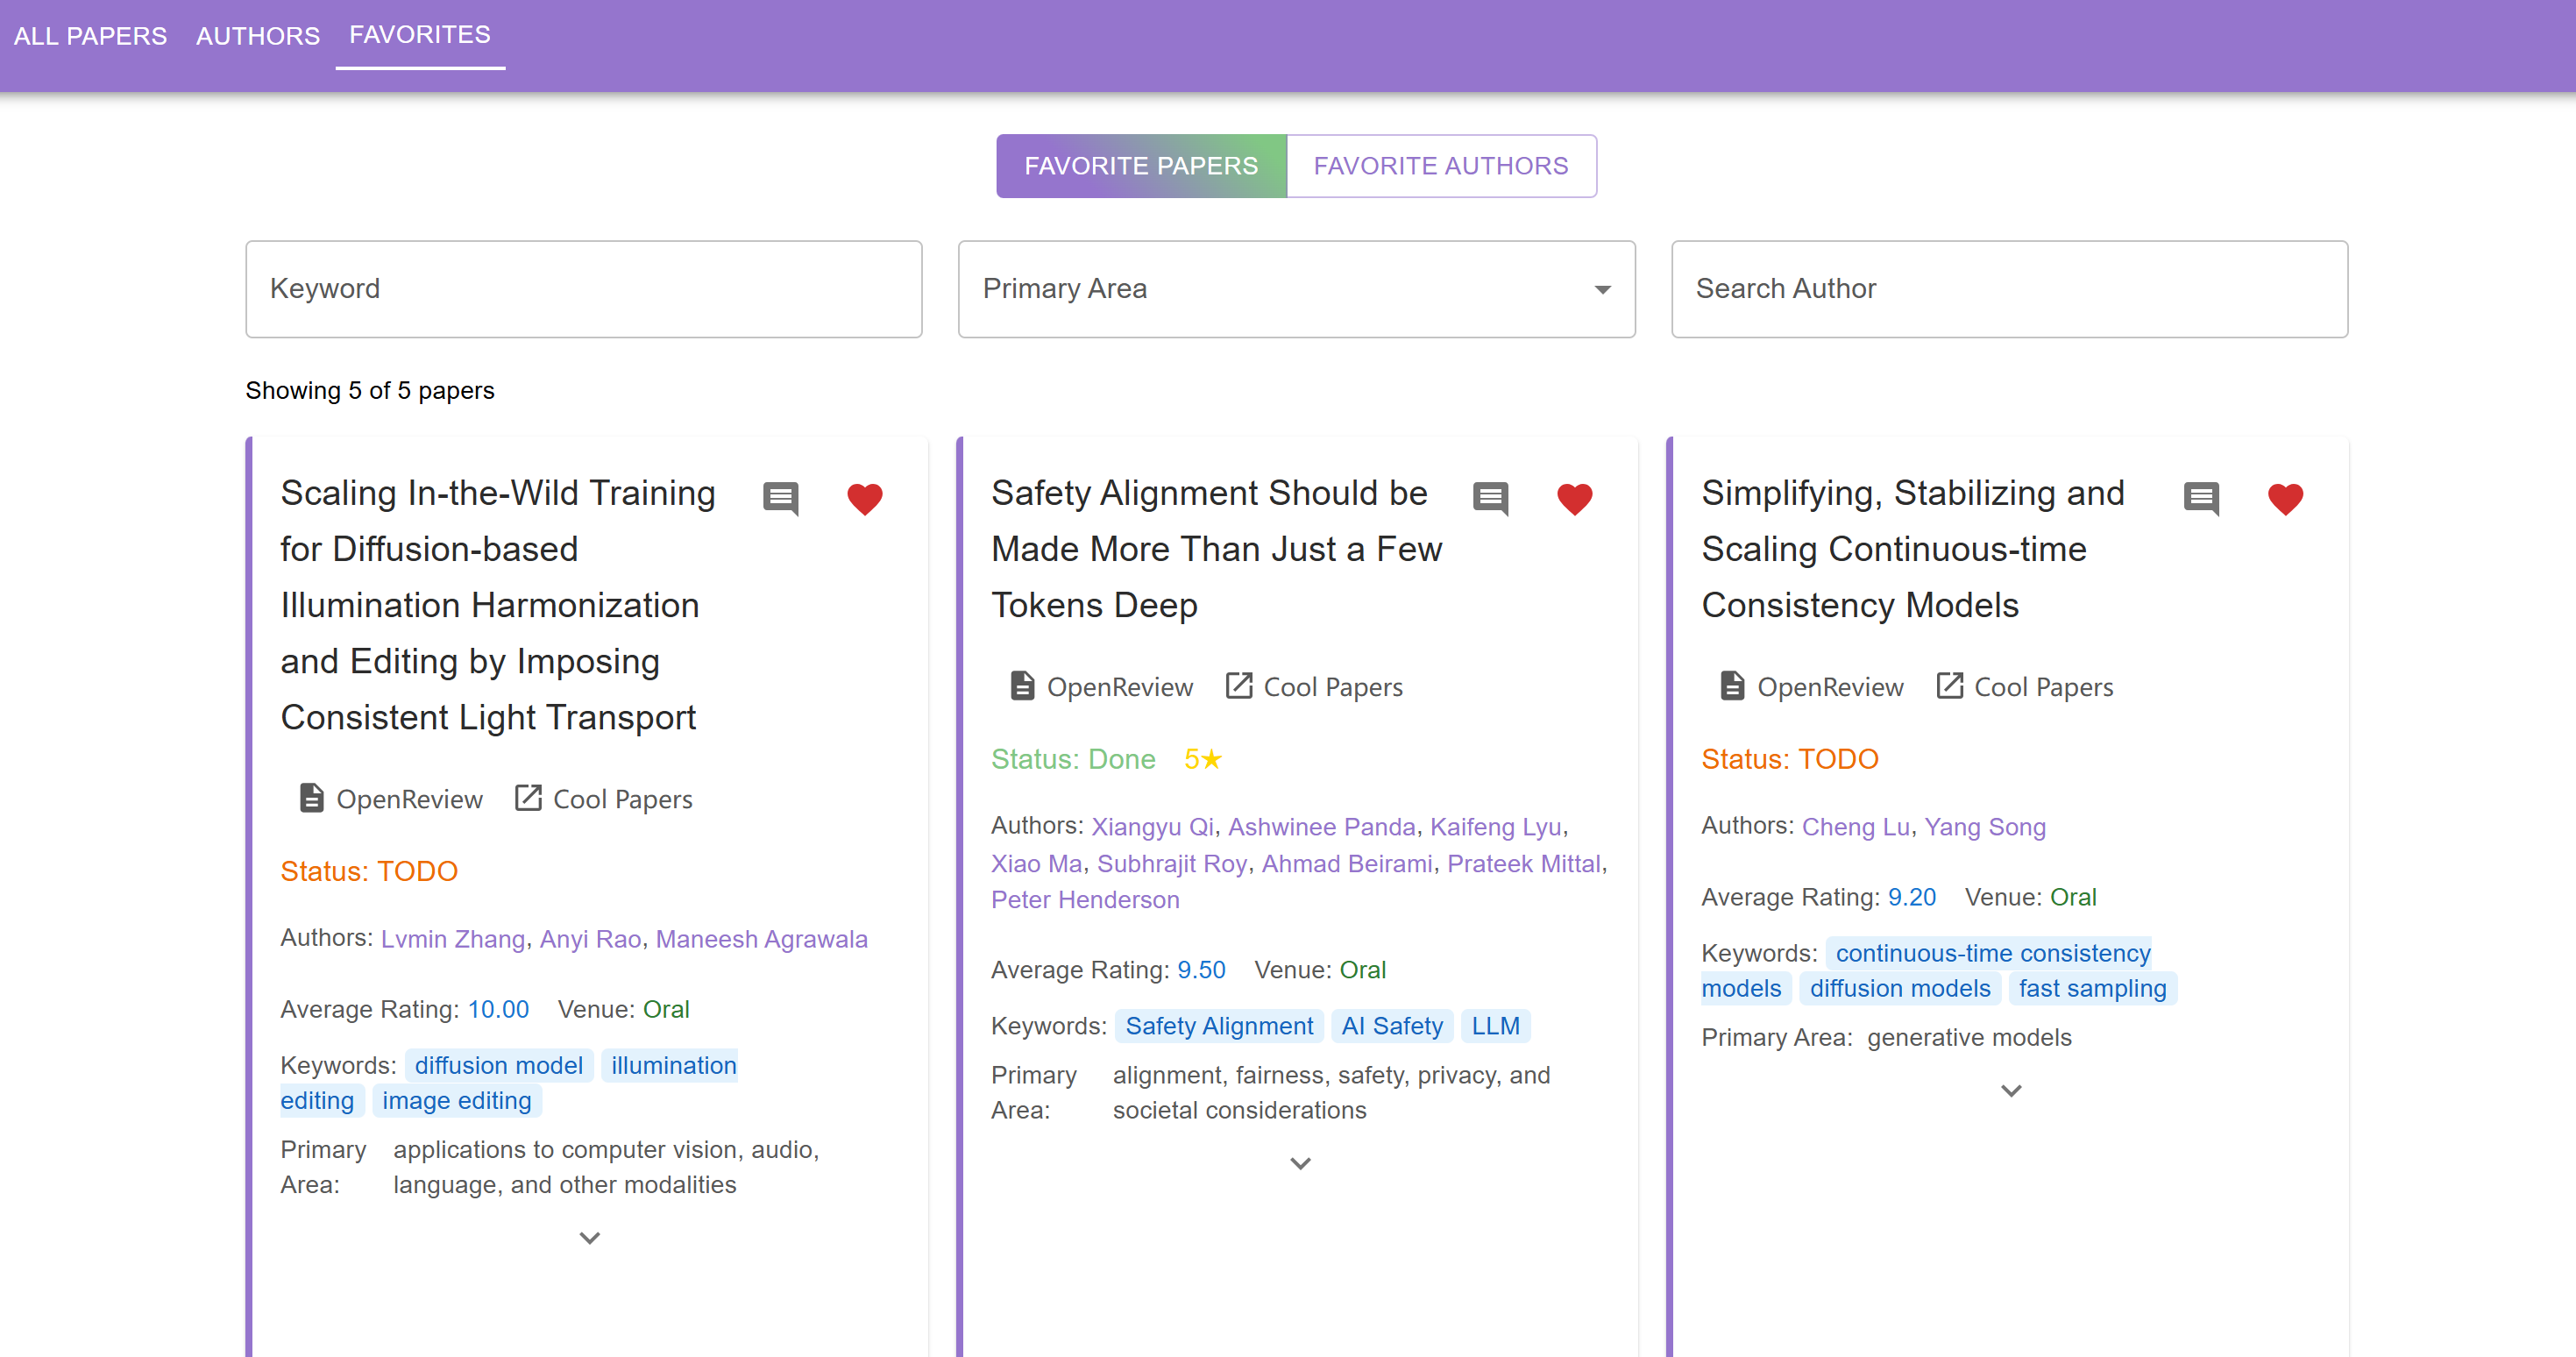 ALL PAPERS AUTHORS FAVORITES
FAVORITE PAPERS FAVORITE AUTHORS
Keyword Primary Area Search Author
Showing 5 of 5 papers
Scaling In-the-Wild Training
for Diffusion-based
Illumination Harmonization
and Editing by Imposing
Consistent Light Transport
OpenReview Cool Papers
Status: TODO
Authors: Lvmin Zhang, Anyi Rao, Maneesh Agrawala
Average Rating: 10.00 Venue: Oral
Keywords: diffusion model illumination
editing image editing
Primary Area: applications to computer vision, audio,
language, and other modalities
Safety Alignment Should be
Made More Than Just a Few
Tokens Deep
OpenReview Cool Papers
Status: Done 5★
Authors: Xiangyu Qi, Ashwinee Panda, Kaifeng Lyu,
Xiao Ma, Subhrajit Roy, Ahmad Beirami, Prateek Mittal,
Peter Henderson
Average Rating: 9.50 Venue: Oral
Keywords: Safety Alignment AI Safety LLM
Primary Area: alignment, fairness, safety, privacy, and
societal considerations
Simplifying, Stabilizing and
Scaling Continuous-time
Consistency Models
OpenReview Cool Papers
Status: TODO
Authors: Cheng Lu, Yang Song
Average Rating: 9.20 Venue: Oral
Keywords: continuous-time consistency
models diffusion models fast sampling
Primary Area: generative models